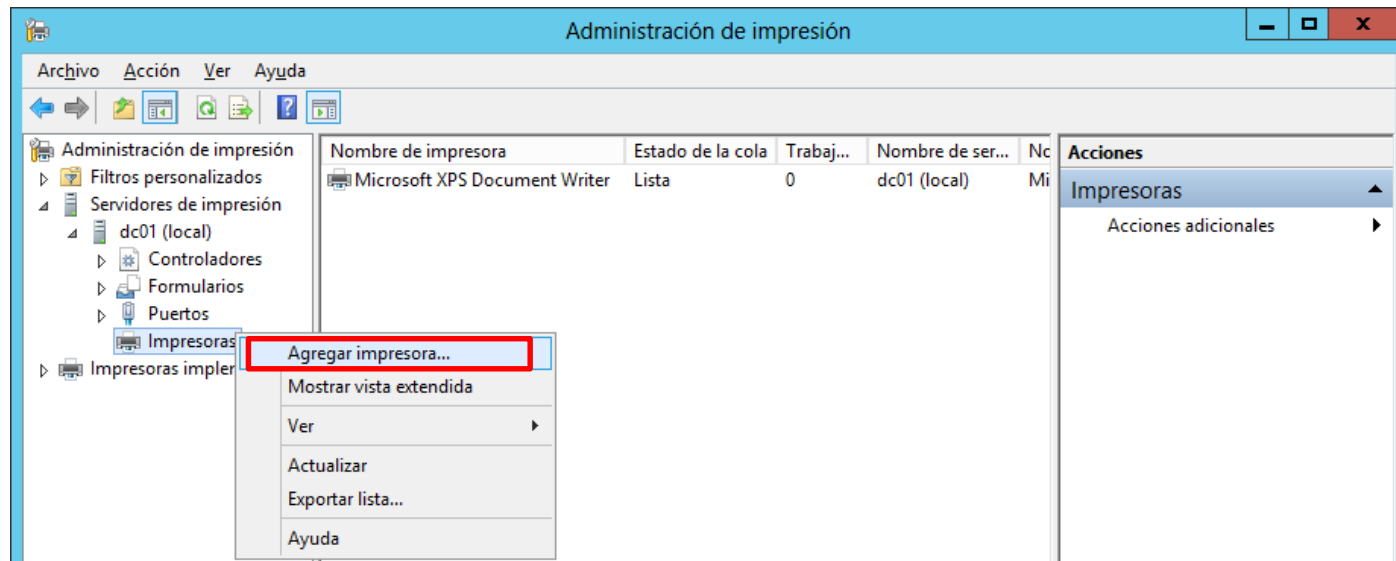 Administración de impresión
Archivo Acción Ver Ayuda
Administración de impresión
Filtros personalizados
Servidores de impresión
dc01 (local)
Controladores
Formularios
Puertos
Impresoras
Impresoras impler
Nombre de impresora Estado de la cola Trabaj... Nombre de ser... Nc
Microsoft XPS Document Writer Lista 0 dc01 (local) Mi
Agregar impresora...
Mostrar vista extendida
Ver
Actualizar
Exportar lista...
Ayuda
Acciones
Impresoras
Acciones adicionales